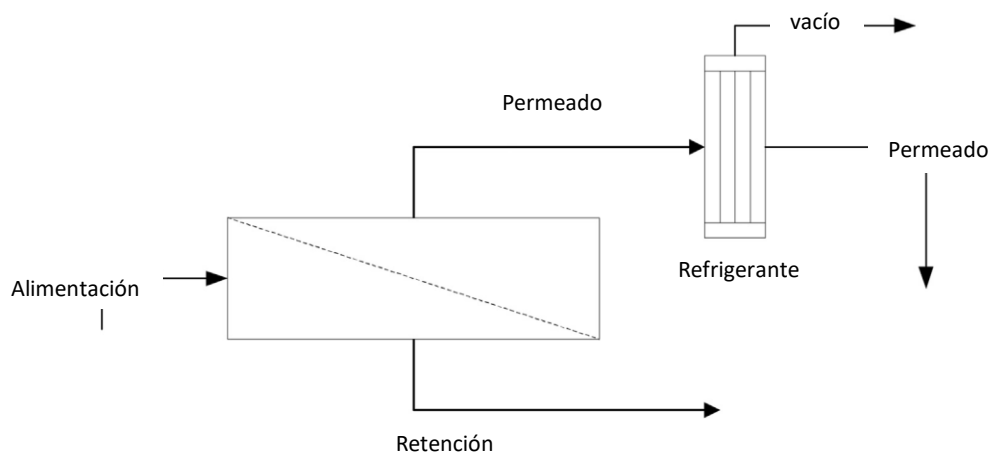 vacío
Permeado
Permeado
Refrigerante
Alimentación
Retención